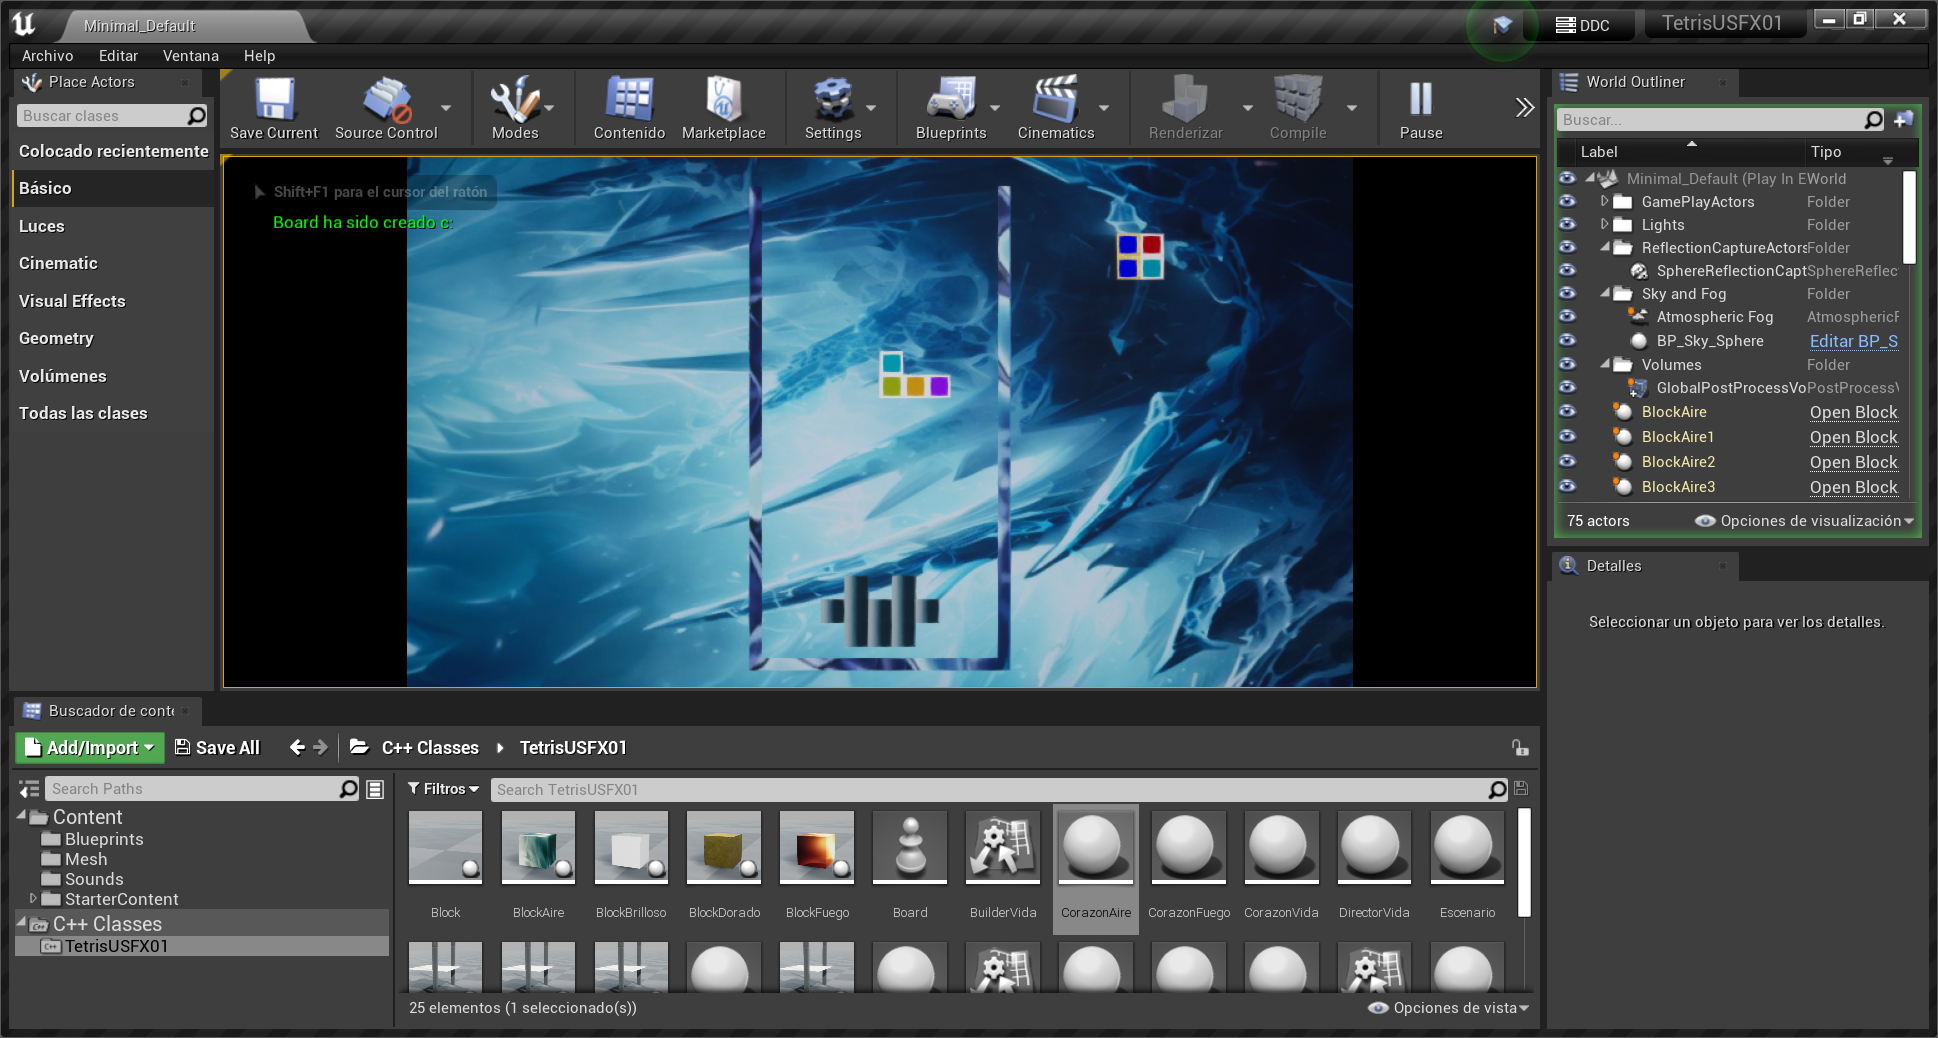 Minimal_Default
DDC
TetrisUSFX01
Archivo Editar Ventana Help
Place Actors
Buscar clases
Colocado recientemente
Básico
Luces
Cinematic
Visual Effects
Geometry
Volúmenes
Todas las clases
Save Current Source Control Modes Contenido Marketplace Settings Blueprints Cinematics Renderizar Compile Pause
Shift+F1 para el cursor del ratón
Board ha sido creado c:
World Outliner
Buscar...
Label Tipo
Minimal_Default (Play In E World
GamePlayActors Folder
Lights Folder
ReflectionCaptureActors Folder
SphereReflectionCapt SphereReflec
Sky and Fog Folder
Atmospheric Fog AtmosphericF
BP_Sky_Sphere Editar BP_S
Volumes Folder
GlobalPostProcessVo PostProcessV
BlockAire Open Block
BlockAire1 Open Block
BlockAire2 Open Block
BlockAire3 Open Block
75 actors Opciones de visualización
Detalles
Seleccionar un objeto para ver los detalles.
Buscador de conte
Add/Import Save All C++ Classes TetrisUSFX01
Search Paths
Content
Blueprints
Mesh
Sounds
StarterContent
C++ Classes
TetrisUSFX01
Filtros Search TetrisUSFX01
Block BlockAire BlockBrilloso BlockDorado BlockFuego Board BuilderVida CorazonAire CorazonFuego CorazonVida DirectorVida Escenario
25 elementos (1 seleccionado(s)) Opciones de vista